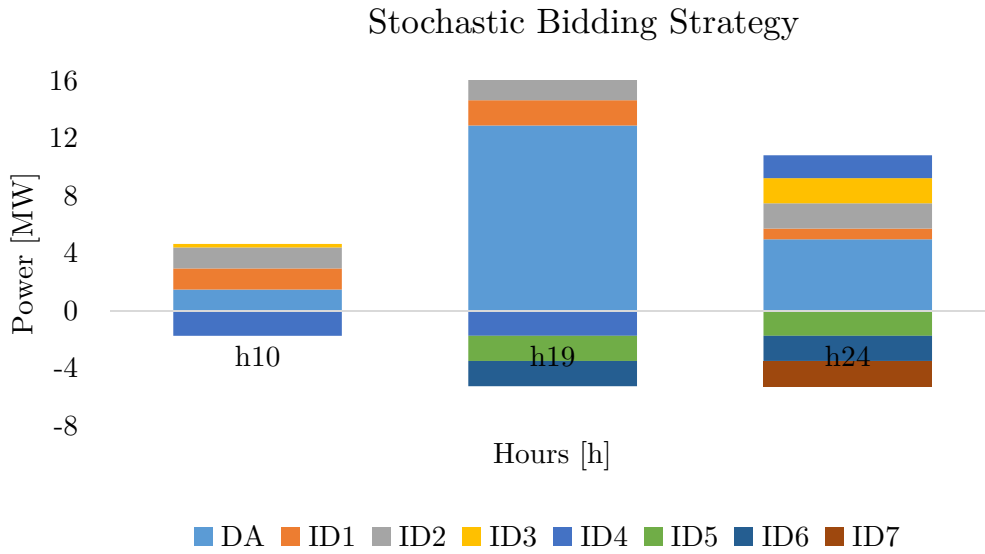 Stochastic Bidding Strategy
Power [MW]
16
12
8
4
0
-4
-8
h10
h19
h24
Hours [h]
DA ID1 ID2 ID3 ID4 ID5 ID6 ID7